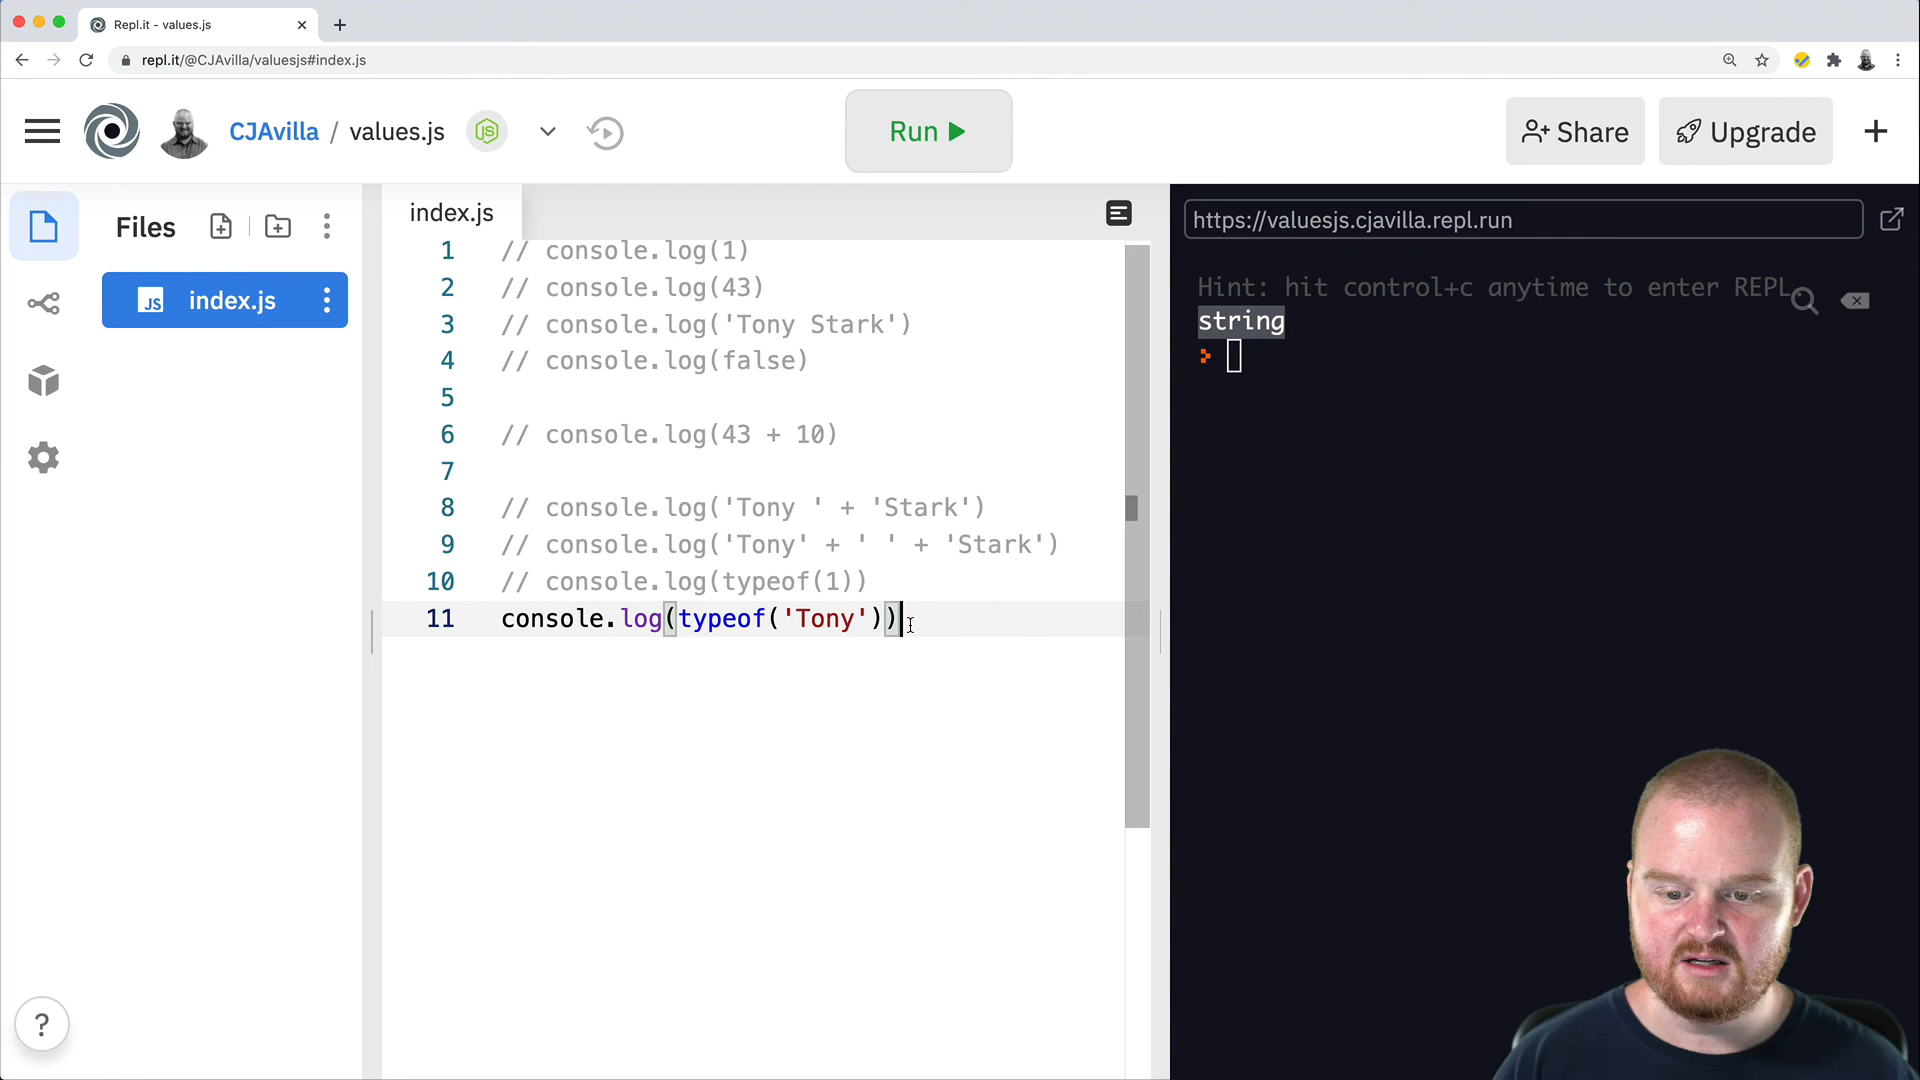 Repl.it - values.js
repl.it/@CJAvilla/valuesjs#index.js
CJAvilla / values.js
JS
Run
Share
Upgrade
Files
JS index.js
index.js
1 // console.log(1)
2 // console.log(43)
3 // console.log('Tony Stark')
4 // console.log(false)
5
6 // console.log(43 + 10)
7
8 // console.log('Tony ' + 'Stark')
9 // console.log('Tony' + ' ' + 'Stark')
10 // console.log(typeof(1))
11 console.log(typeof('Tony'))
https://valuesjs.cjavilla.repl.run
Hint: hit control+c anytime to enter REPL.
string
?